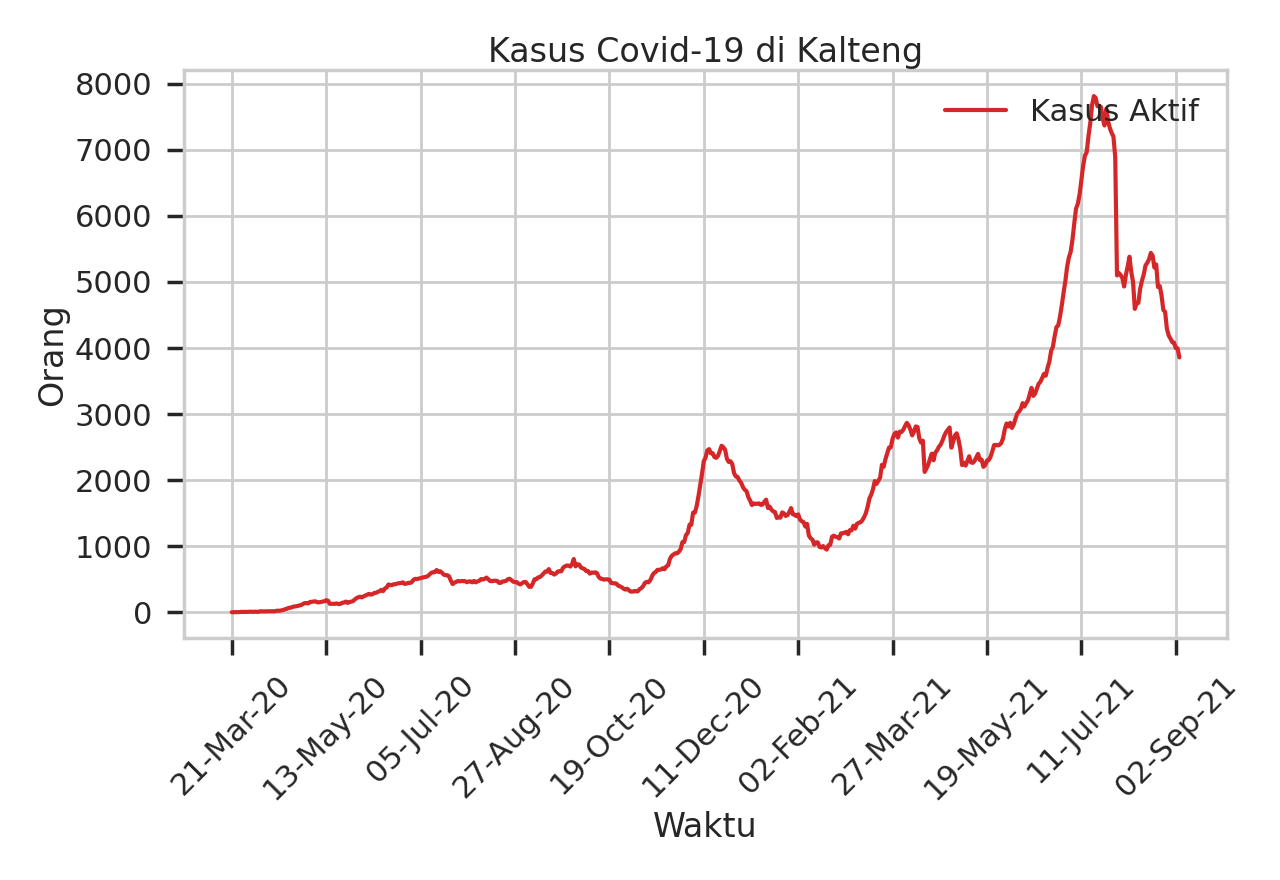 Kasus Covid-19 di Kalteng
Kasus Aktif
8000
7000
6000
5000
4000
3000
2000
1000
0
Orang
21-Mar-20
13-May-20
05-Jul-20
27-Aug-20
19-Oct-20
11-Dec-20
02-Feb-21
27-Mar-21
19-May-21
11-Jul-21
02-Sep-21
Waktu